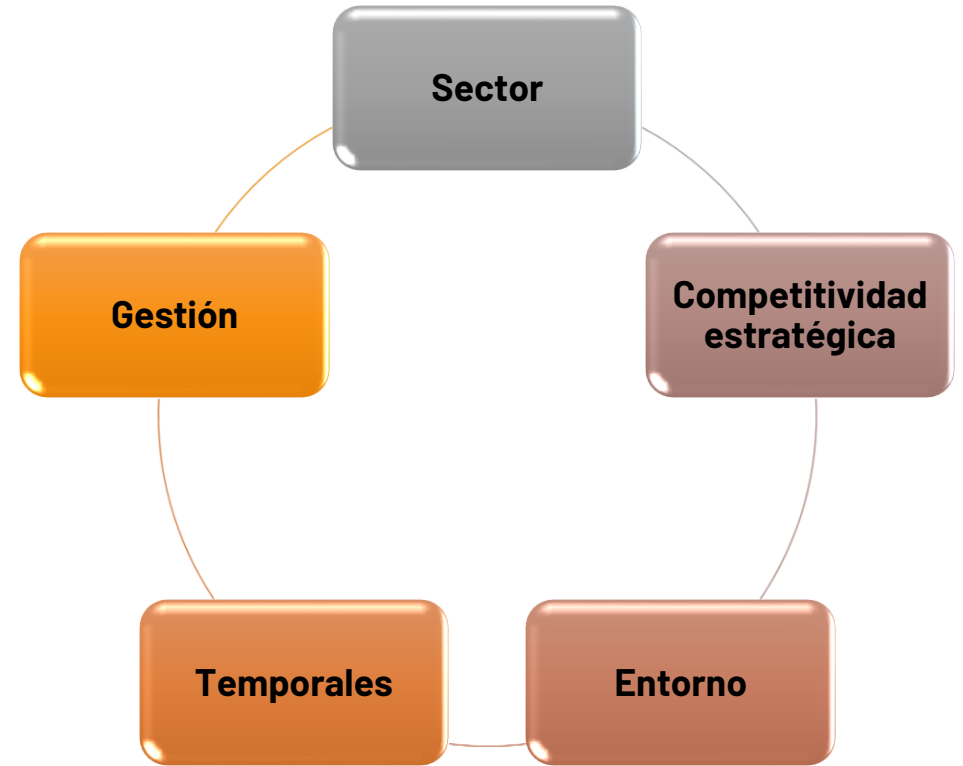 Sector
Competitividad
estratégica
Entorno
Temporales
Gestión